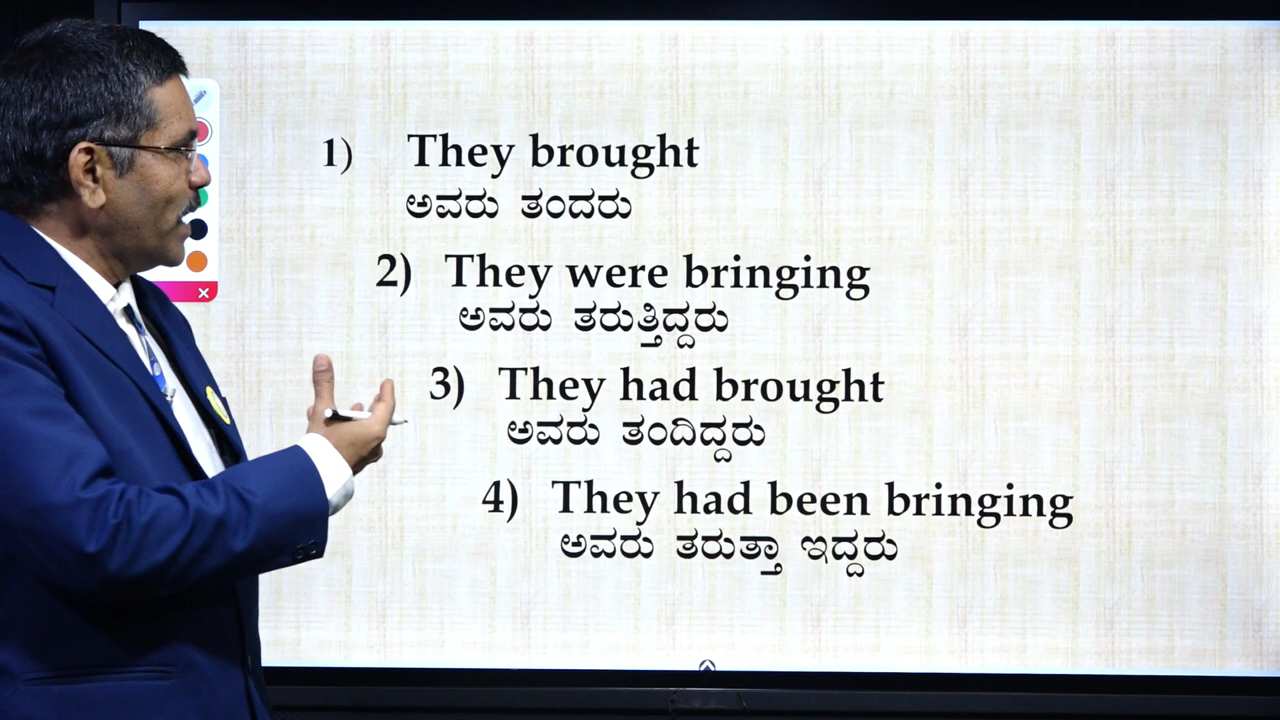 1) They brought
ಅವರು ತಂದರು
2) They were bringing
ಅವರು ತರುತ್ತಿದ್ದರು
3) They had brought
ಅವರು ತಂದಿದ್ದರು
4) They had been bringing
ಅವರು ತರುತ್ತಾ ಇದ್ದರು